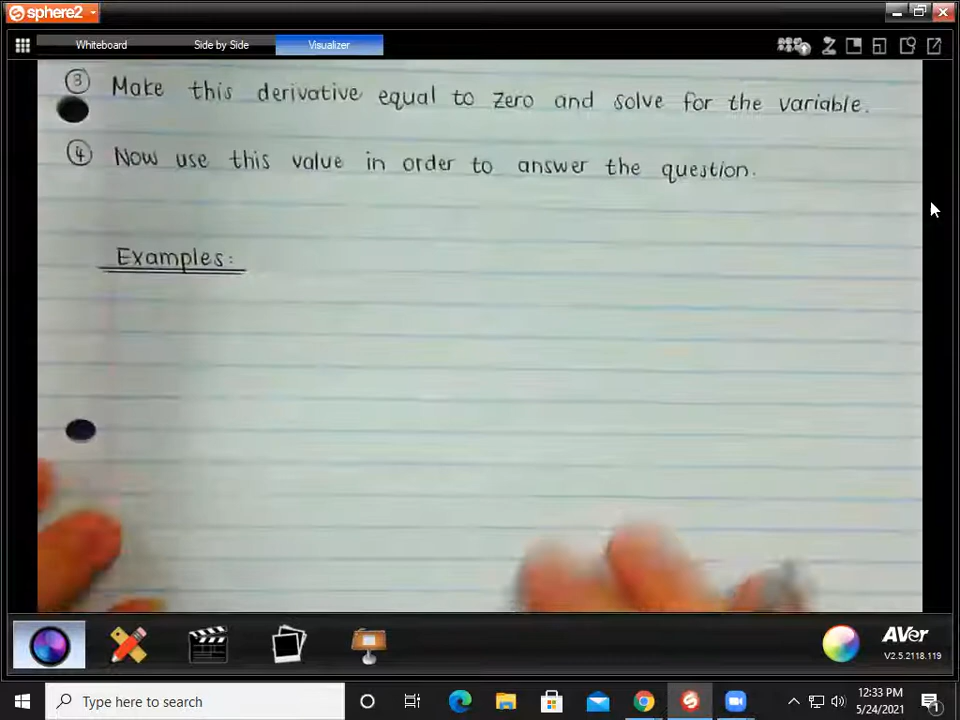 sphere2
Whiteboard
Side by Side
Visualizer
③ Make this derivative equal to zero and solve for the variable.
④ Now use this value in order to answer the question.
Examples:
AVer
V2.5.2118.119
Type here to search
12:33 PM
5/24/2021
1